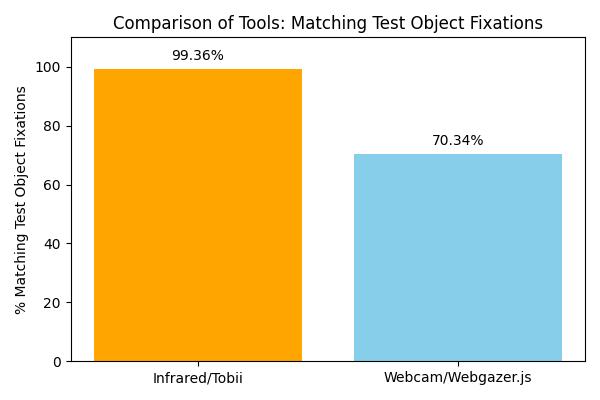 Comparison of Tools: Matching Test Object Fixations
99.36%
70.34%
% Matching Test Object Fixations
100
80
60
40
20
0
Infrared/Tobii
Webcam/Webgazer.js